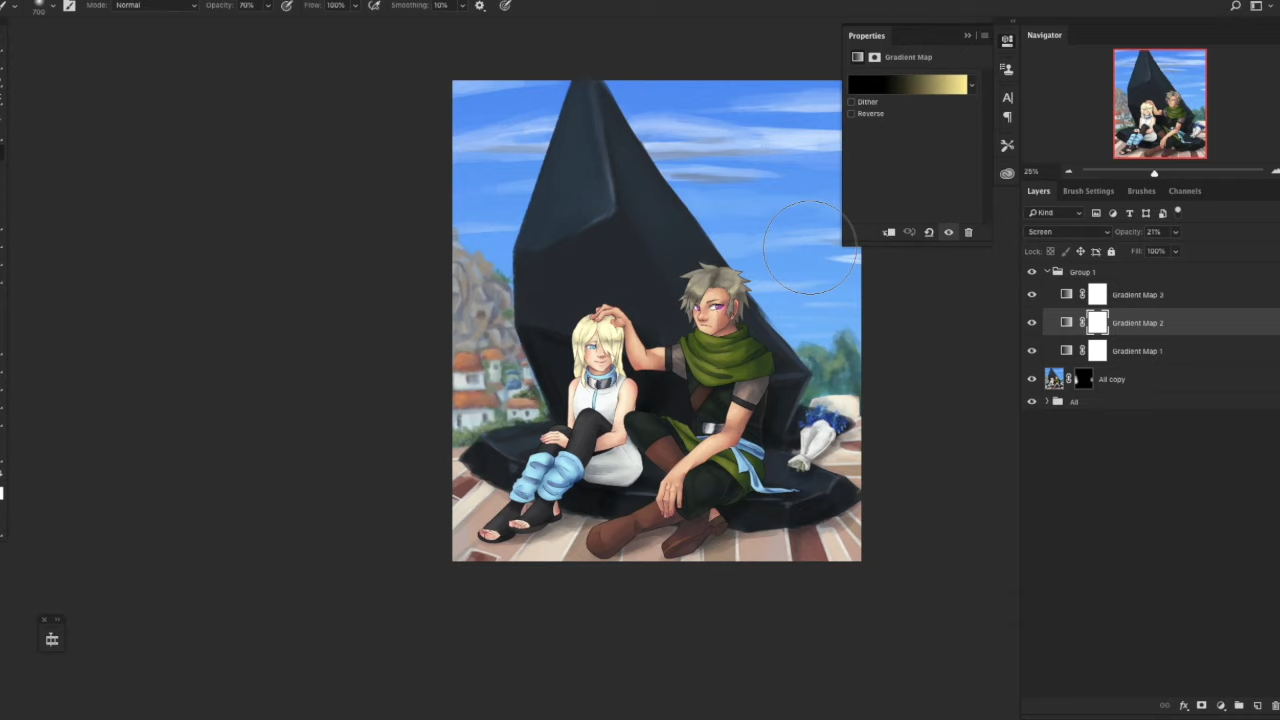 700 Mode: Normal Opacity: 70% Flow: 100% Smoothing: 10%
Properties
Gradient Map
Dither
Reverse
Navigator
25%
Layers Brush Settings Brushes Channels
Kind
Screen Opacity: 21%
Lock: Fill: 100%
Group 1
Gradient Map 3
Gradient Map 2
Gradient Map 1
All copy
All